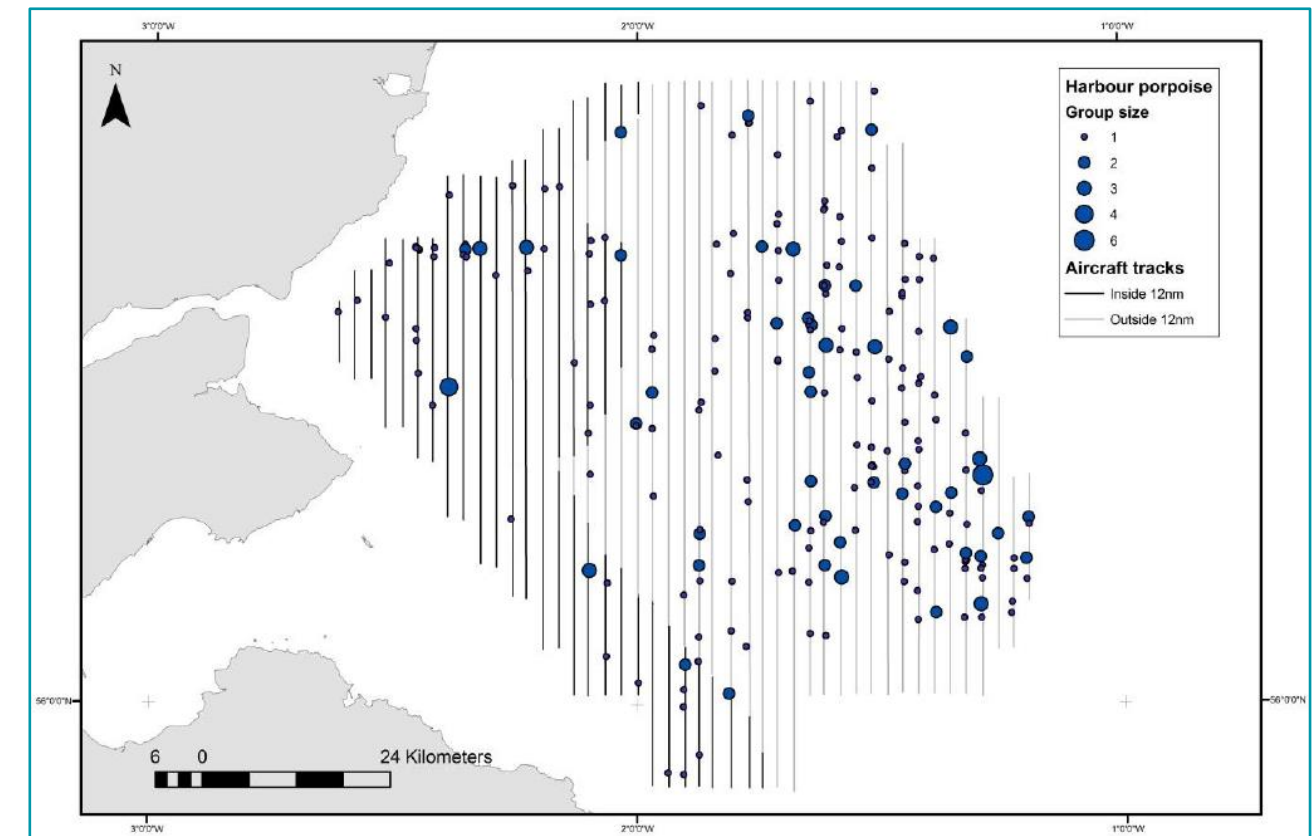 3°0'0"W 2°0'0"W 1°0'0"W
N
Harbour porpoise
Group size
1
2
3
4
6
Aircraft tracks
Inside 12nm
Outside 12nm
56°0'0"N 56°0'0"N
6 0 24 Kilometers
3°0'0"W 2°0'0"W 1°0'0"W